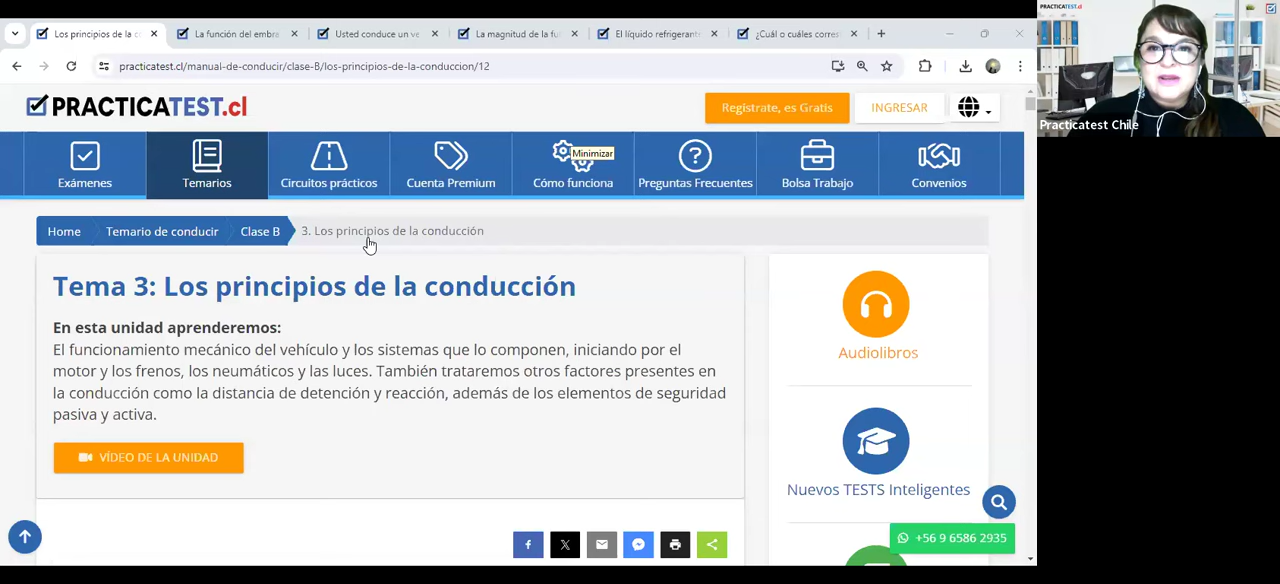 Los principios de la c
La función del embra
Usted conduce un ve
La magnitud de la fu
El líquido refrigerant
¿Cuál o cuáles corres
practicatest.cl/manual-de-conducir/clase-B/los-principios-de-la-conduccion/12
PRACTICATEST.cl
Practicatest Chile
PRACTICATEST.cl
Regístrate, es Gratis
INGRESAR
Exámenes
Temarios
Circuitos prácticos
Cuenta Premium
Minimizar
Cómo funciona
Preguntas Frecuentes
Bolsa Trabajo
Convenios
Home
Temario de conducir
Clase B
3. Los principios de la conducción
Tema 3: Los principios de la conducción
En esta unidad aprenderemos:
El funcionamiento mecánico del vehículo y los sistemas que lo componen, iniciando por el
motor y los frenos, los neumáticos y las luces. También trataremos otros factores presentes en
la conducción como la distancia de detención y reacción, además de los elementos de seguridad
pasiva y activa.
VÍDEO DE LA UNIDAD
Audiolibros
Nuevos TESTS Inteligentes
+56 9 6586 2935